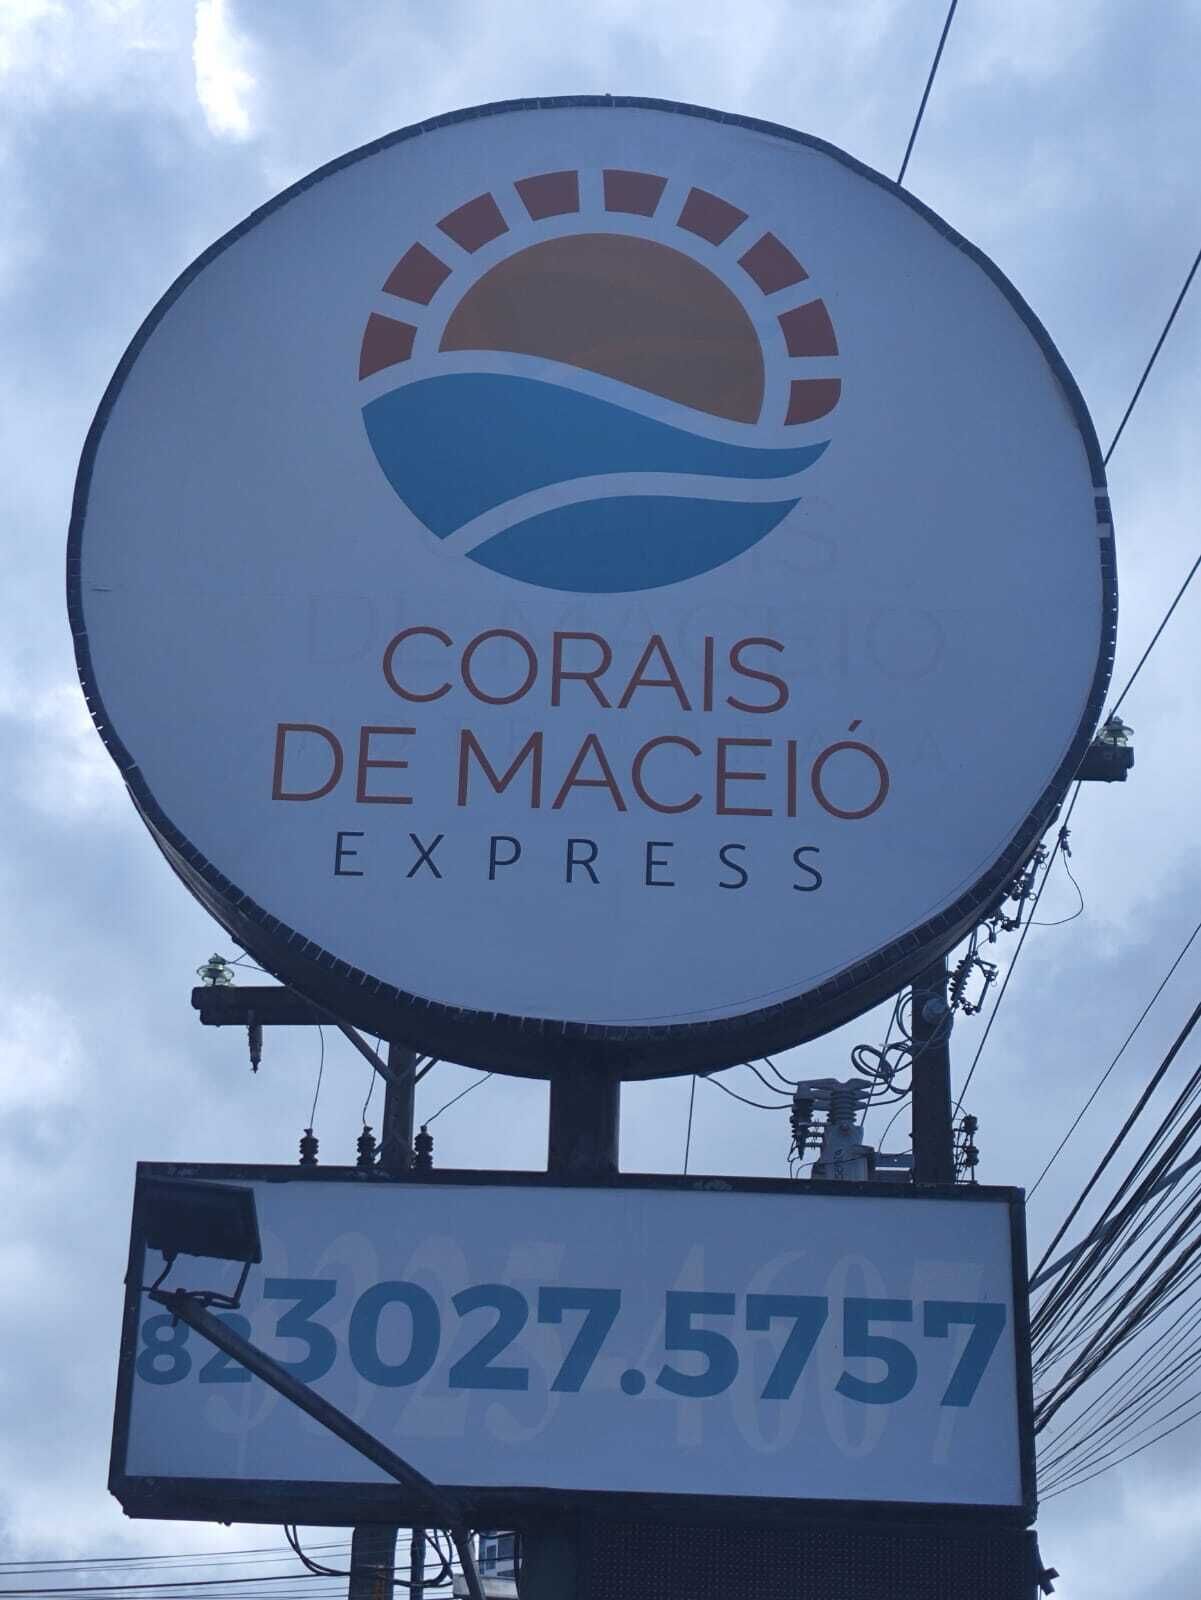 CORAIS
DE MACEIÓ
EXPRESS
82 3027.5757